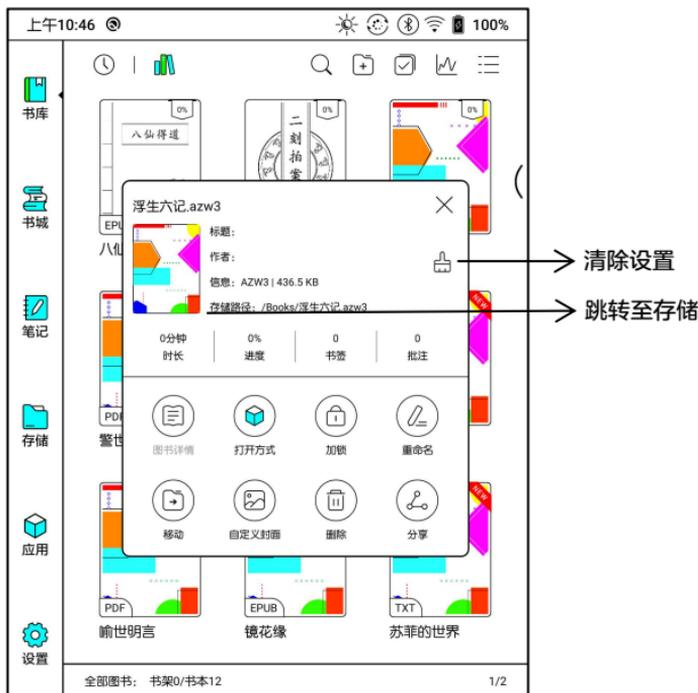 上午10:46
100%
书库
书城
笔记
存储
应用
设置
0%
0%
0%
八仙得道
二刻拍案
EPU
八仙
NEW
PDF
警世
浮生六记.azw3
标题:
作者:
信息: AZW3 | 436.5 KB
存储路径: /Books/浮生六记.azw3
清除设置
跳转至存储
0分钟
0%
0
0
时长
进度
书签
批注
图书详情
打开方式
加锁
重命名
移动
自定义封面
删除
分享
NEW
PDF
EPUB
TXT
喻世明言
镜花缘
苏菲的世界
全部图书: 书架0/书本12
1/2